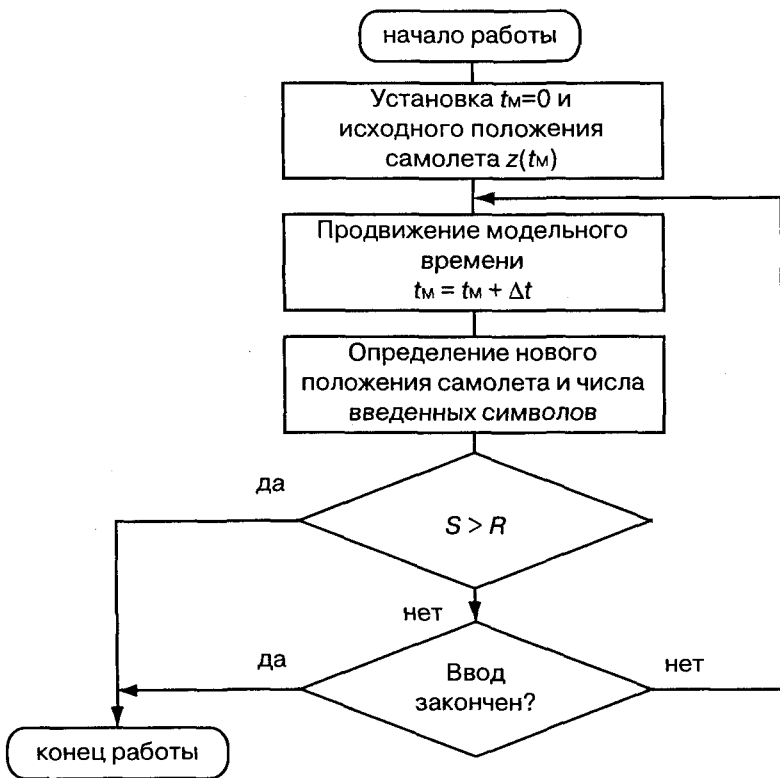 начало работы
Установка tм=0 и
исходного положения
самолета z(tм)
Продвижение модельного
времени
tм = tм + Δt
Определение нового
положения самолета и числа
введенных символов
да
S > R
нет
да
Ввод
закончен?
нет
конец работы